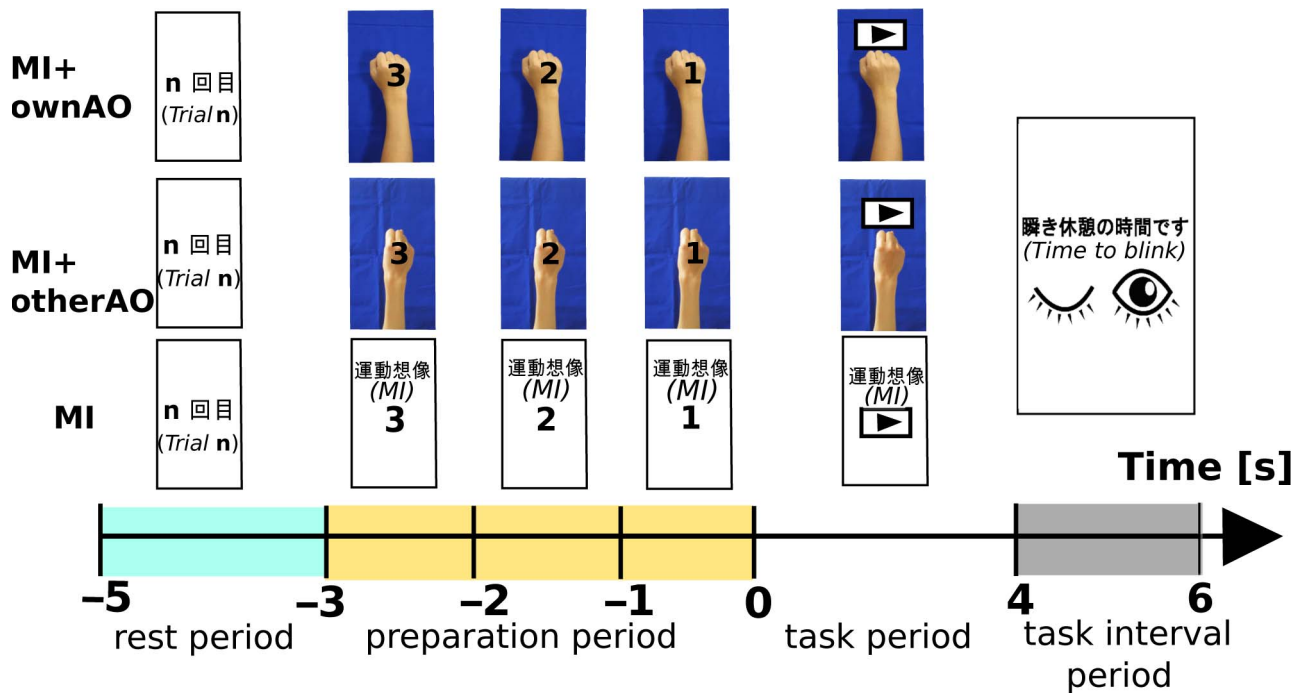 MI+
ownAO
n 回目
(Trial n)
3
2
1
MI+
otherAO
n 回目
(Trial n)
3
2
1
瞬き休憩の時間です
(Time to blink)
MI
n 回目
(Trial n)
運動想像
(MI)
3
運動想像
(MI)
2
運動想像
(MI)
1
運動想像
(MI)
Time [s]
−5
−3
−2
−1
0
4
6
rest period
preparation period
task period
task interval
period